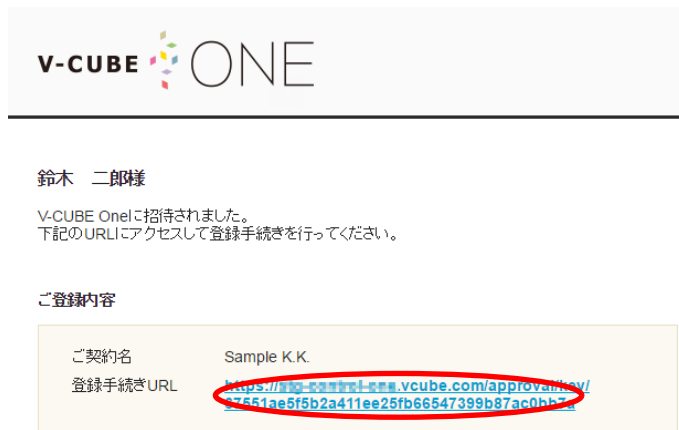 V-CUBE ONE
鈴木 二郎様
V-CUBE Oneに招待されました。
下記のURLにアクセスして登録手続きを行ってください。
ご登録内容
ご契約名 Sample K.K.
登録手続きURL https://.vcube.com/approval/key/
37551ae5f5b2a411ee25fb66547399b87ac0bb7a